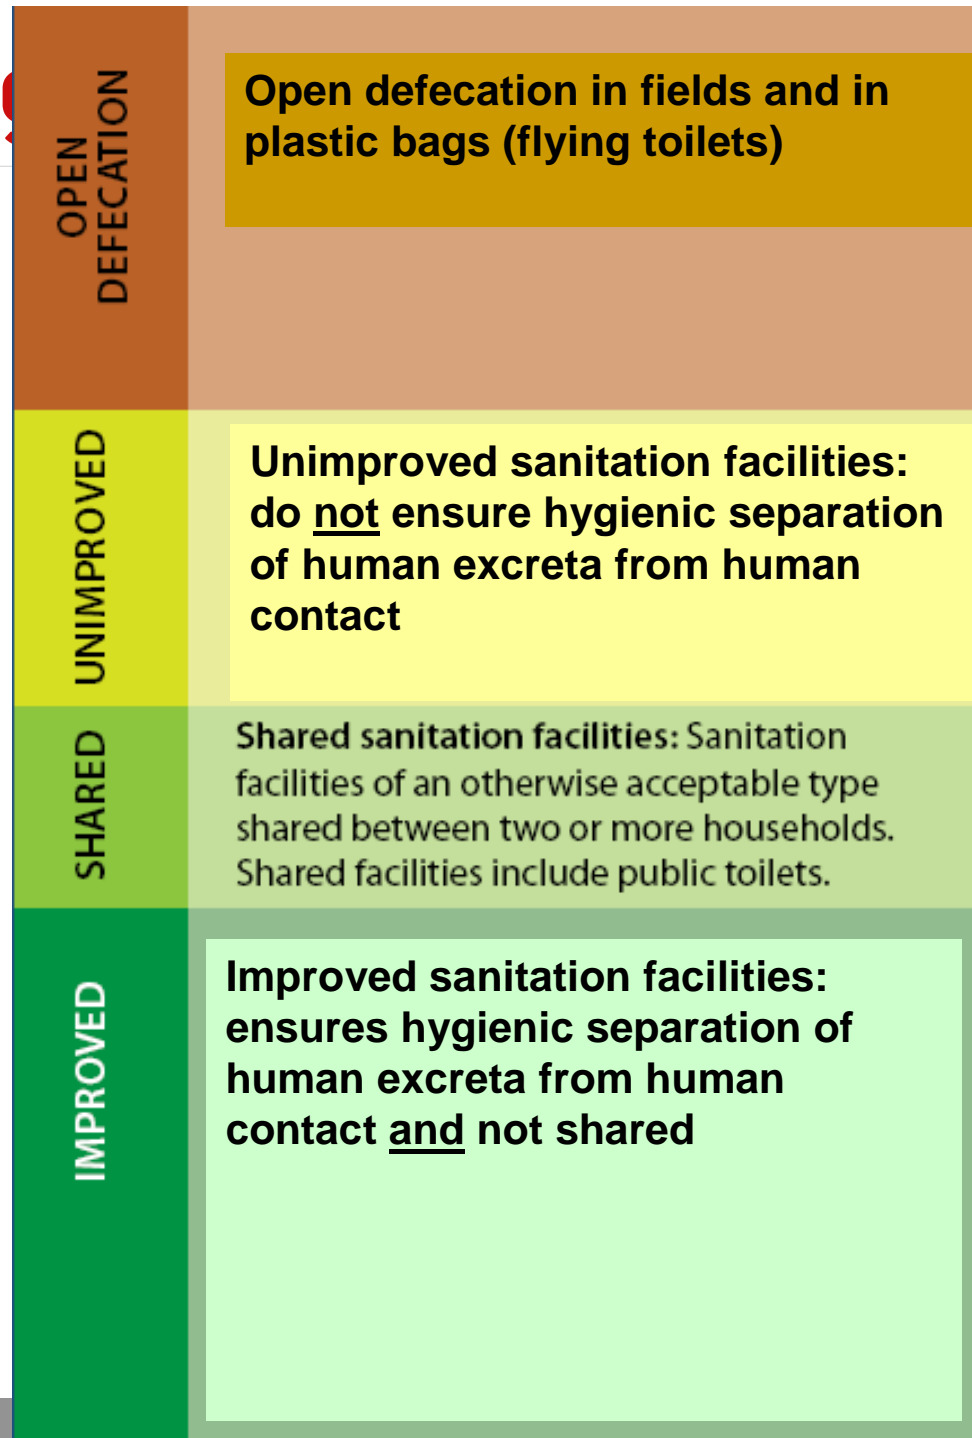 OPEN
DEFECATION
Open defecation in fields and in
plastic bags (flying toilets)
UNIMPROVED
Unimproved sanitation facilities:
do not ensure hygienic separation
of human excreta from human
contact
SHARED
Shared sanitation facilities: Sanitation
facilities of an otherwise acceptable type
shared between two or more households.
Shared facilities include public toilets.
IMPROVED
Improved sanitation facilities:
ensures hygienic separation of
human excreta from human
contact and not shared